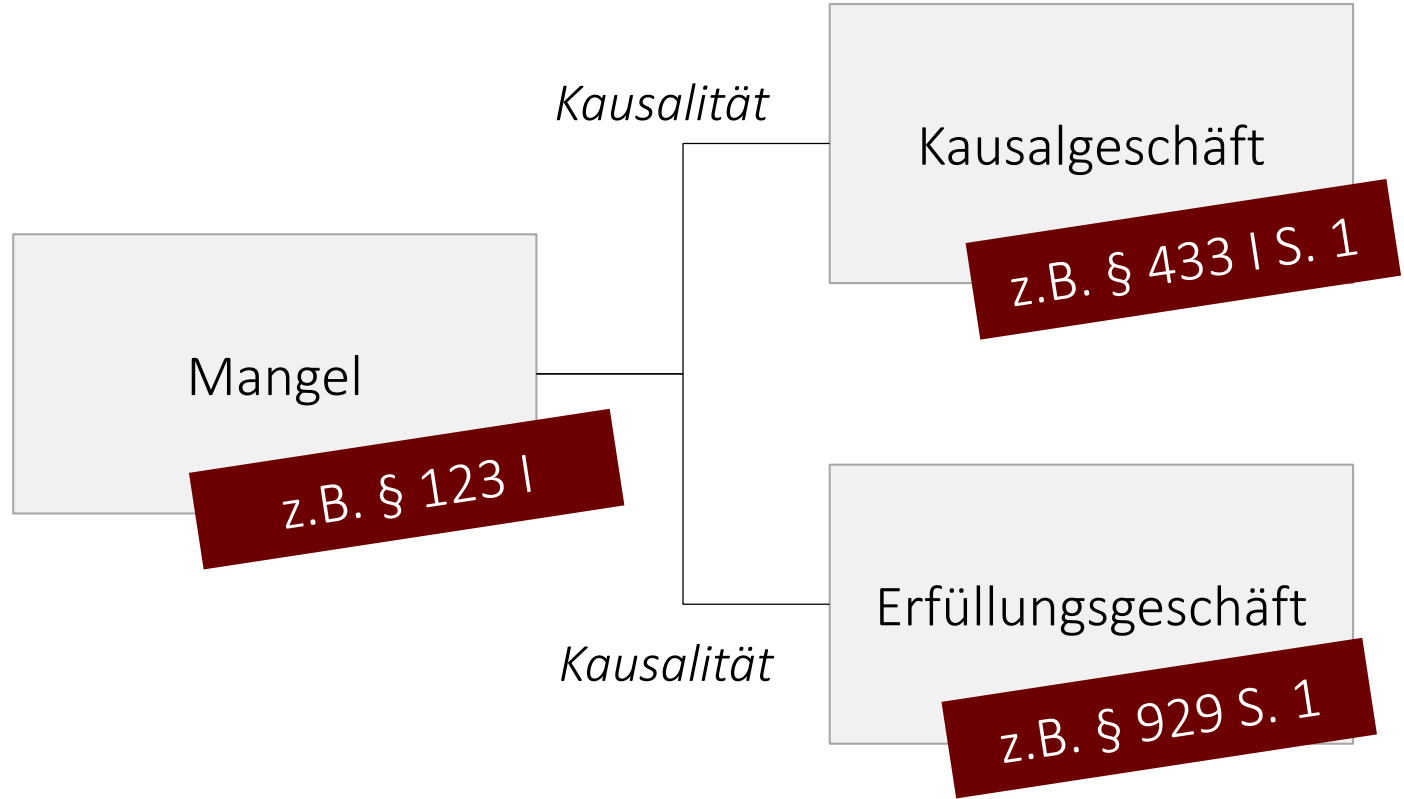 Kausalität
Kausalgeschäft
z.B. § 433 I S. 1
Mangel
z.B. § 123 I
Erfüllungsgeschäft
Kausalität
z.B. § 929 S. 1